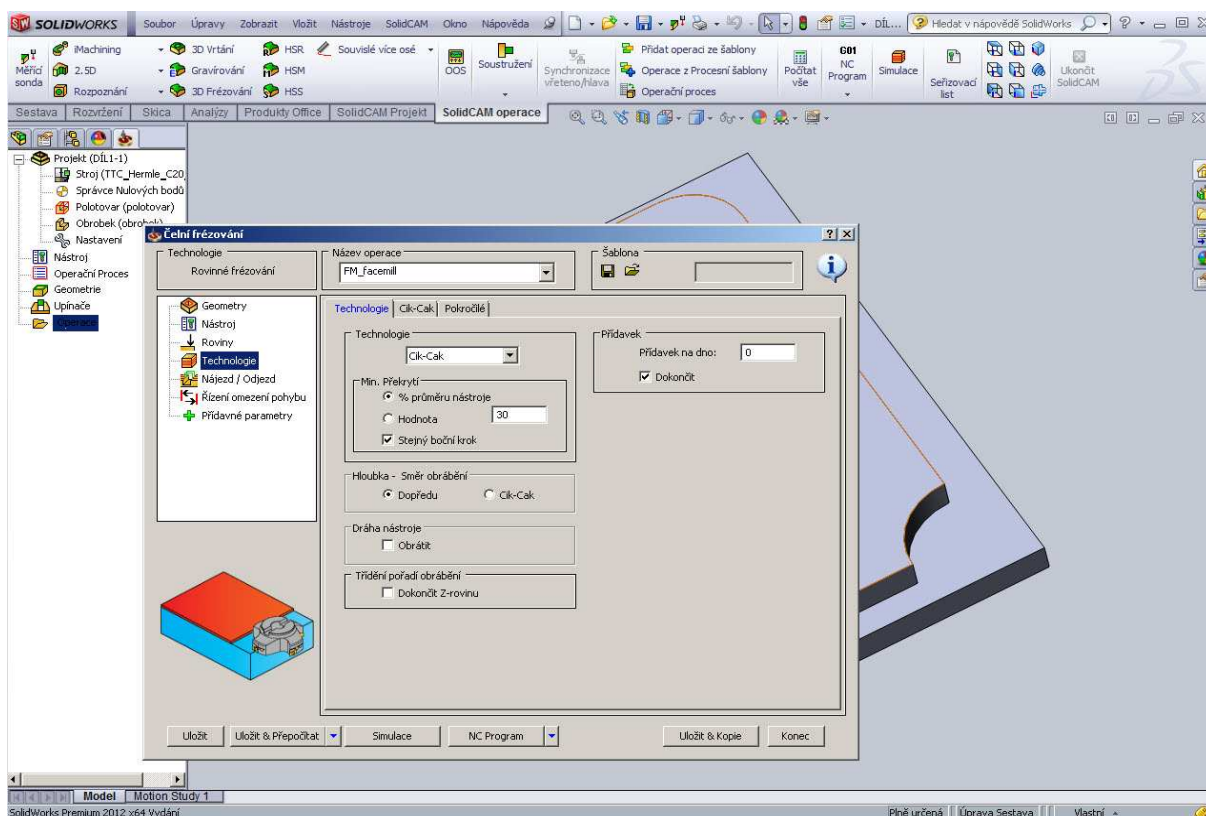 SOLIDWORKS Soubor Úpravy Zobrazit Vložit Nástroje SolidCAM Okno Nápověda DÍL... Hledat v nápovědě SolidWorks
Měřicí sonda
iMachining
2.5D
Rozpoznání
3D Vrtání
Gravírování
3D Frézování
HSR
HSM
HSS
Souvislé více osé
OOS
Soustružení
Synchronizace vřeteno/hlava
Přidat operaci ze šablony
Operace z Procesní šablony
Operační proces
Počítat vše
G01
NC Program
Simulace
Seřizovací list
Ukončit SolidCAM
Sestava Rozvržení Skica Analýzy Produkty Office SolidCAM Projekt SolidCAM operace
Projekt (DÍL1-1)
Stroj (TTC_Hermle_C20_
Správce Nulových bodů
Polotovar (polotovar)
Obrobek (obrobek)
Nastavení
Nástroj
Operační Proces
Geometrie
Upínače
Operace
Čelní frézování
Technologie
Rovinné frézování
Název operace
FM_facemill
Šablona
Geometry
Nástroj
Roviny
Technologie
Nájezd / Odjezd
Řízení omezení pohybu
Přídavné parametry
Technologie Cik-Cak Pokročilé
Technologie
Cik-Cak
Min. Překrytí
% průměru nástroje
Hodnota
30
Stejný boční krok
Hloubka - Směr obrábění
Dopředu Cik-Cak
Dráha nástroje
Obrátit
Třídění pořadí obrábění
Dokončit Z-rovinu
Přídavek
Přídavek na dno: 0
Dokončit
Uložit Uložit & Přepočítat Simulace NC Program Uložit & Kopie Konec
Model Motion Study 1
SolidWorks Premium 2012 x64 Vydání Plně určená Úprava Sestava Vlastní